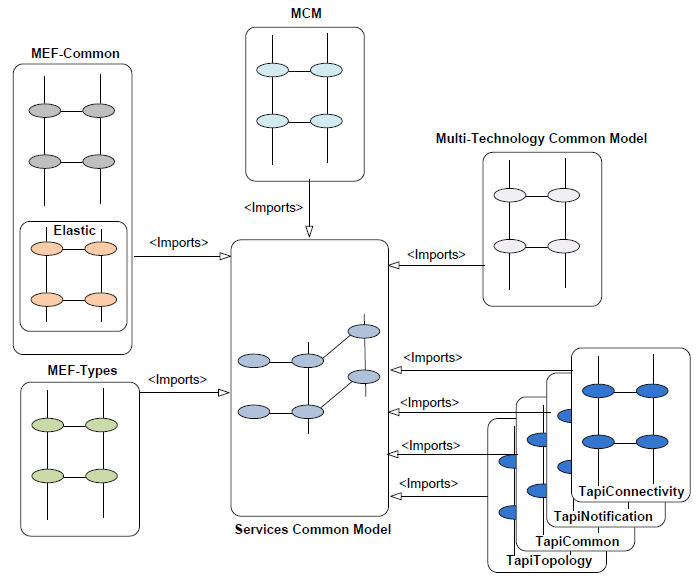 MCM
MEF-Common
Multi-Technology Common Model
<Imports>
Elastic
<Imports>
<Imports>
<Imports>
MEF-Types
<Imports>
<Imports>
<Imports>
<Imports>
TapiConnectivity
TapiNotification
Services Common Model
TapiCommon
TapiTopology